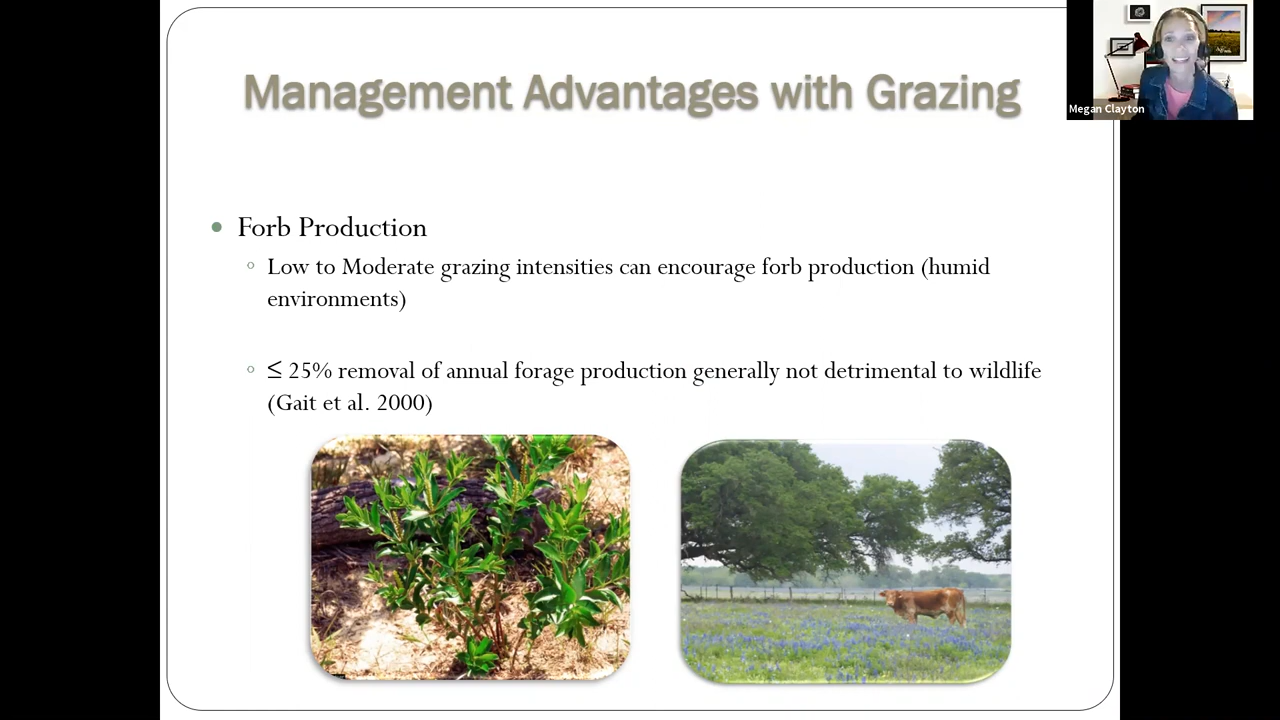 Management Advantages with Grazing
Megan Clayton
• Forb Production
◦ Low to Moderate grazing intensities can encourage forb production (humid
environments)
◦ ≤ 25% removal of annual forage production generally not detrimental to wildlife
(Gait et al. 2000)